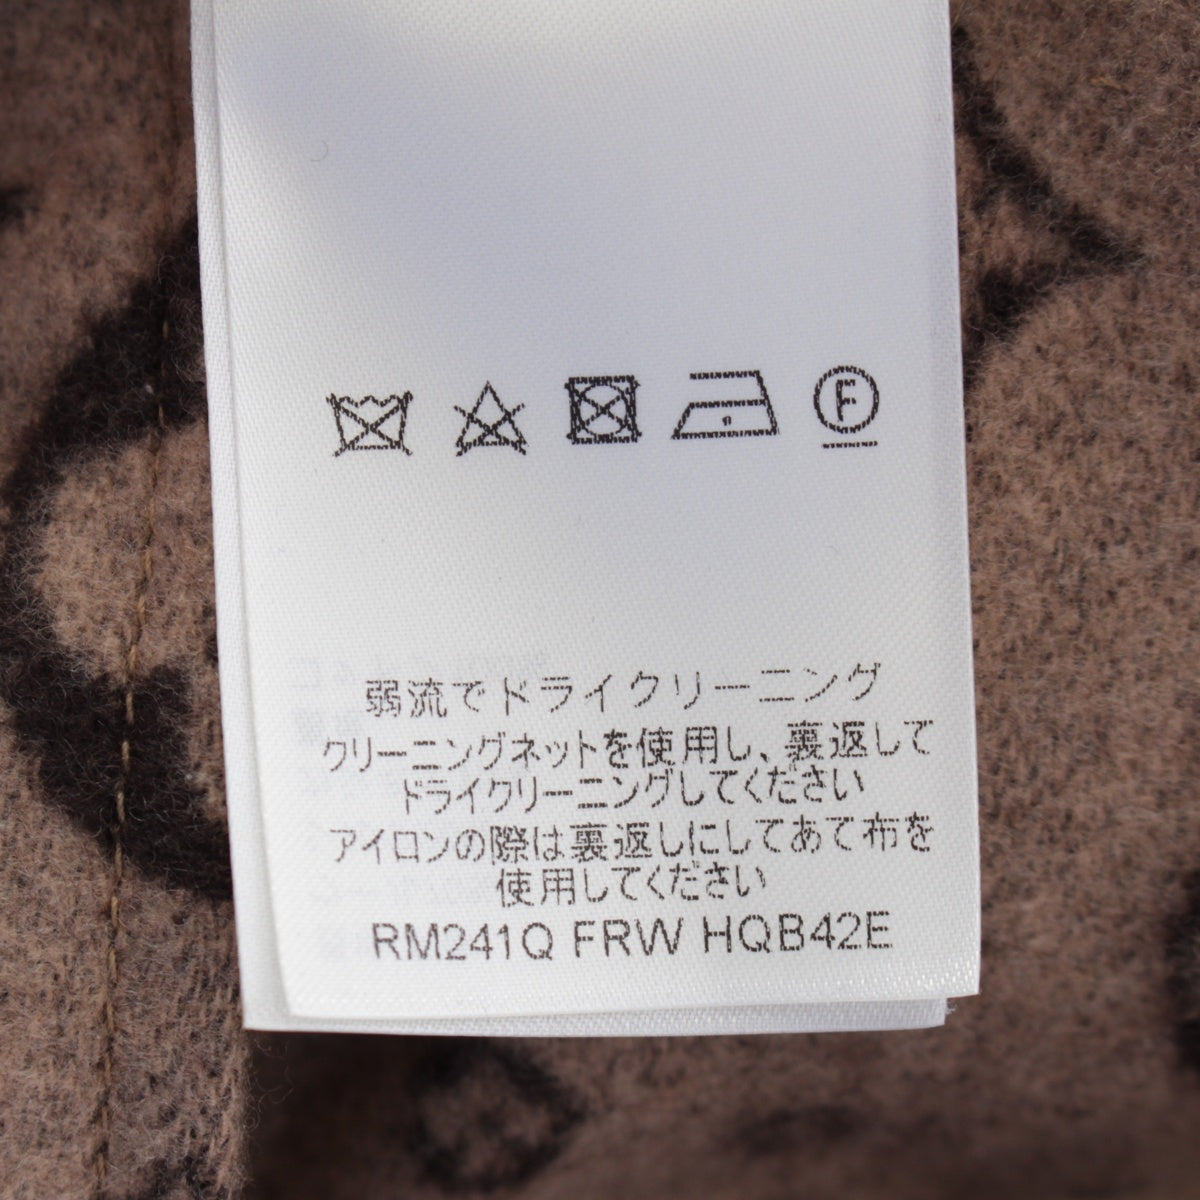 F
弱流でドライクリーニング
クリーニングネットを使用し、裏返して
ドライクリーニングしてください
アイロンの際は裏返しにしてあて布を
使用してください
RM241Q FRW HQB42E